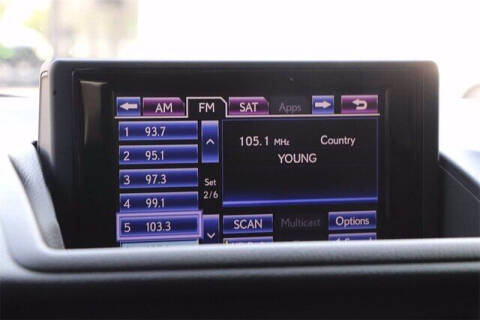 AM FM SAT Apps
1 93.7
2 95.1
3 97.3
4 99.1
5 103.3
Set
2/6
105.1 MHz Country
YOUNG
SCAN Multicast Options